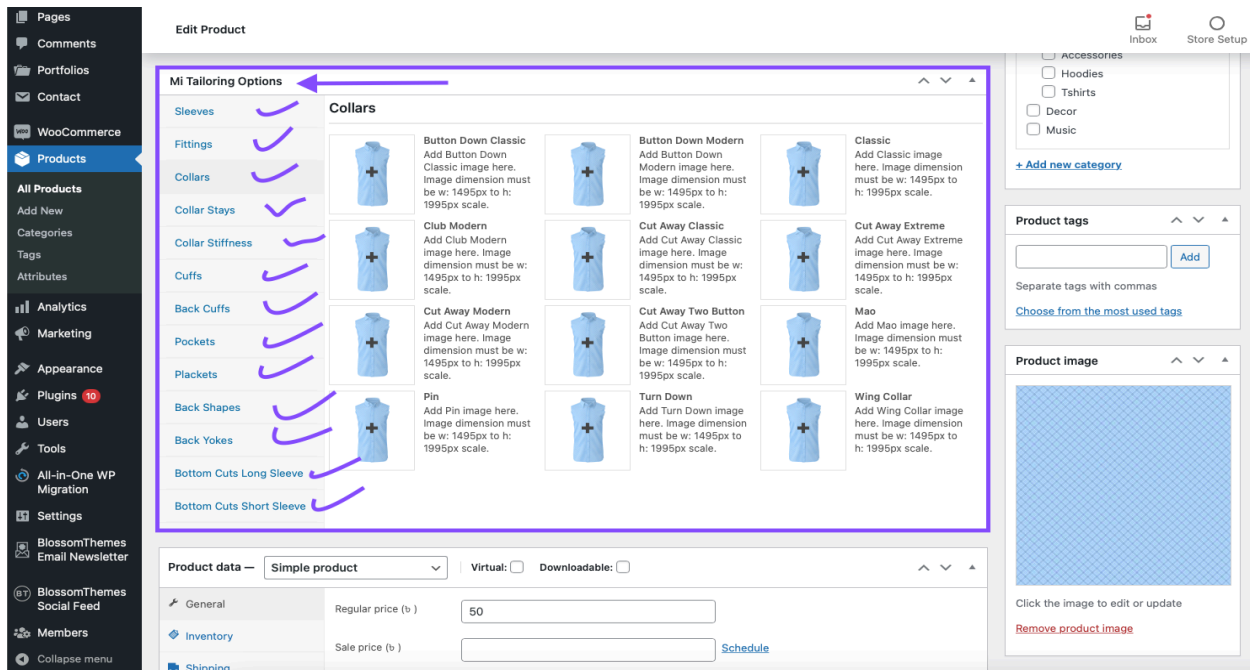 Pages
Comments
Portfolios
Contact
WooCommerce
Products
All Products
Add New
Categories
Tags
Attributes
Analytics
Marketing
Appearance
Plugins 10
Users
Tools
All-in-One WP
Migration
Settings
BlossomThemes
Email Newsletter
BlossomThemes
Social Feed
Members
Collapse menu
Edit Product
Inbox
Store Setup
Mi Tailoring Options
Sleeves
Fittings
Collars
Collar Stays
Collar Stiffness
Cuffs
Back Cuffs
Pockets
Plackets
Back Shapes
Back Yokes
Bottom Cuts Long Sleeve
Bottom Cuts Short Sleeve
Collars
Button Down Classic
Add Button Down
Classic image here.
Image dimension must
be w: 1495px to h:
1995px scale.
Button Down Modern
Add Button Down
Modern image here.
Image dimension must
be w: 1495px to h:
1995px scale.
Classic
Add Classic image
here. Image dimension
must be w: 1495px to
h: 1995px scale.
Club Modern
Add Club Modern
image here. Image
dimension must be w:
1495px to h: 1995px
scale.
Cut Away Classic
Add Cut Away Classic
image here. Image
dimension must be w:
1495px to h: 1995px
scale.
Cut Away Extreme
Add Cut Away Extreme
image here. Image
dimension must be w:
1495px to h: 1995px
scale.
Cut Away Modern
Add Cut Away Modern
image here. Image
dimension must be w:
1495px to h: 1995px
scale.
Cut Away Two Button
Add Cut Away Two
Button image here.
Image dimension must
be w: 1495px to h:
1995px scale.
Mao
Add Mao image here.
Image dimension must
be w: 1495px to h:
1995px scale.
Pin
Add Pin image here.
Image dimension must
be w: 1495px to h:
1995px scale.
Turn Down
Add Turn Down image
here. Image dimension
must be w: 1495px to
h: 1995px scale.
Wing Collar
Add Wing Collar image
here. Image dimension
must be w: 1495px to
h: 1995px scale.
Product data — Simple product Virtual: Downloadable:
General
Inventory
Shipping
Regular price (৳ ) 50
Sale price (৳ ) Schedule
Accessories
Hoodies
Tshirts
Decor
Music
+ Add new category
Product tags
Add
Separate tags with commas
Choose from the most used tags
Product image
Click the image to edit or update
Remove product image